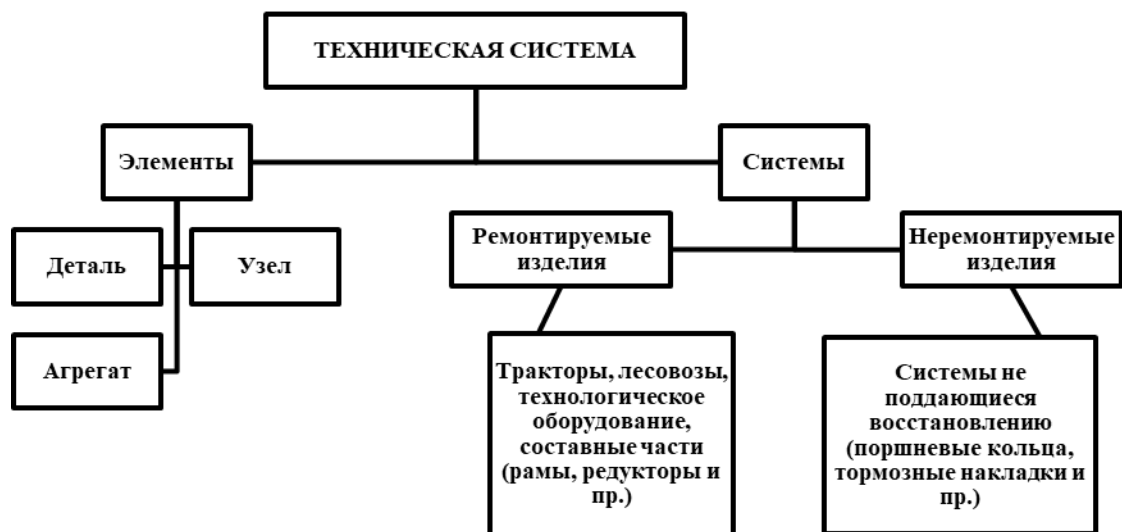 ТЕХНИЧЕСКАЯ СИСТЕМА
Элементы
Системы
Деталь
Узел
Агрегат
Ремонтируемые
изделия
Неремонтируемые
изделия
Тракторы, лесовозы,
технологическое
оборудование,
составные части
(рамы, редукторы и
пр.)
Системы не
поддающиеся
восстановлению
(поршневые кольца,
тормозные накладки и
пр.)